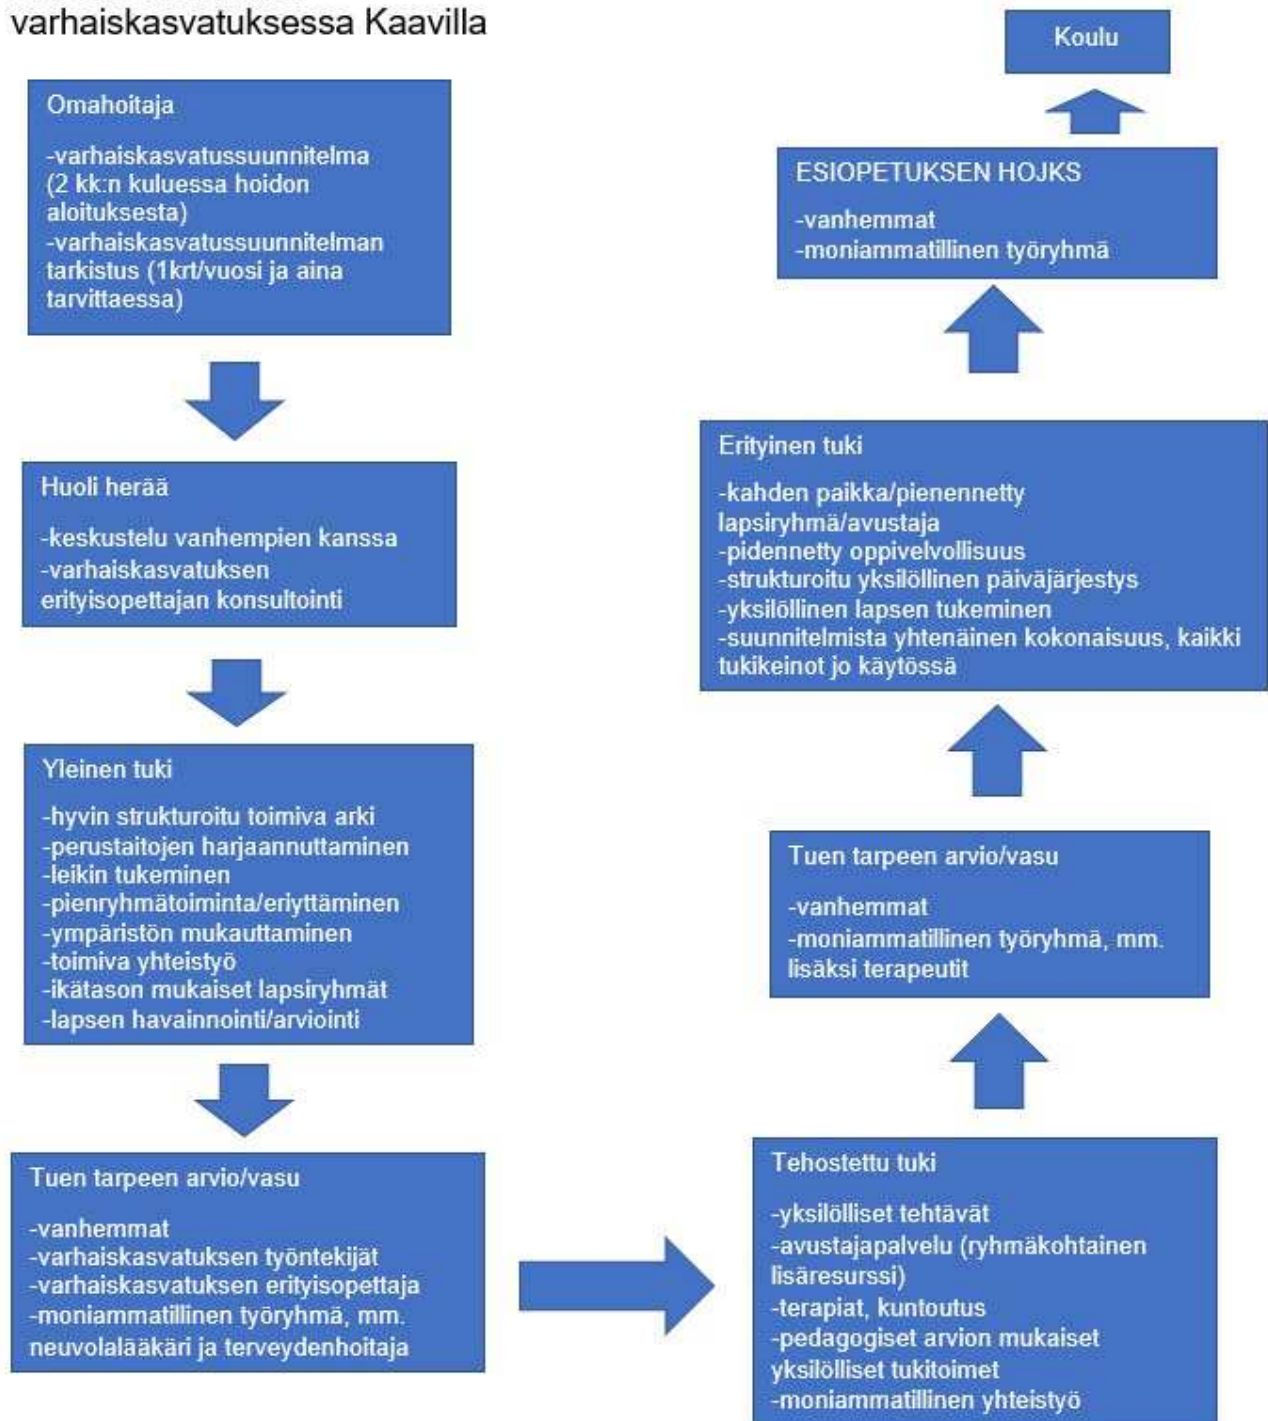 varhaiskasvatuksessa Kaavilla
Omahoitaja
-varhaiskasvatussuunnitelma
(2 kk:n kuluessa hoidon
aloituksesta)
-varhaiskasvatussuunnitelman
tarkistus (1krt/vuosi ja aina
tarvittaessa)
Huoli herää
-keskustelu vanhempien kanssa
-varhaiskasvatuksen
erityisopettajan konsultointi
Yleinen tuki
-hyvin strukturoitu toimiva arki
-perustaitojen harjaannuttaminen
-leikin tukeminen
-pienryhmätoiminta/eriyttäminen
-ympäristön mukauttaminen
-toimiva yhteistyö
-ikätason mukaiset lapsiryhmät
-lapsen havainnointi/arviointi
Tuen tarpeen arvio/vasu
-vanhemmat
-varhaiskasvatuksen työntekijät
-varhaiskasvatuksen erityisopettaja
-moniammatillinen työryhmä, mm.
neuvolalääkäri ja terveydenhoitaja
Tehostettu tuki
-yksilölliset tehtävät
-avustajapalvelu (ryhmäkohtainen
lisäresurssi)
-terapiat, kuntoutus
-pedagogiset arvion mukaiset
yksilölliset tukitoimet
-moniammatillinen yhteistyö
Tuen tarpeen arvio/vasu
-vanhemmat
-moniammatillinen työryhmä, mm.
lisäksi terapeutit
Erityinen tuki
-kahden paikka/pienennetty
lapsiryhmä/avustaja
-pidennetty oppivelvollisuus
-strukturoitu yksilöllinen päiväjärjestys
-yksilöllinen lapsen tukeminen
-suunnitelmista yhtenäinen kokonaisuus, kaikki
tukikeinot jo käytössä
ESIOPETUKSEN HOJKS
-vanhemmat
-moniammatillinen työryhmä
Koulu